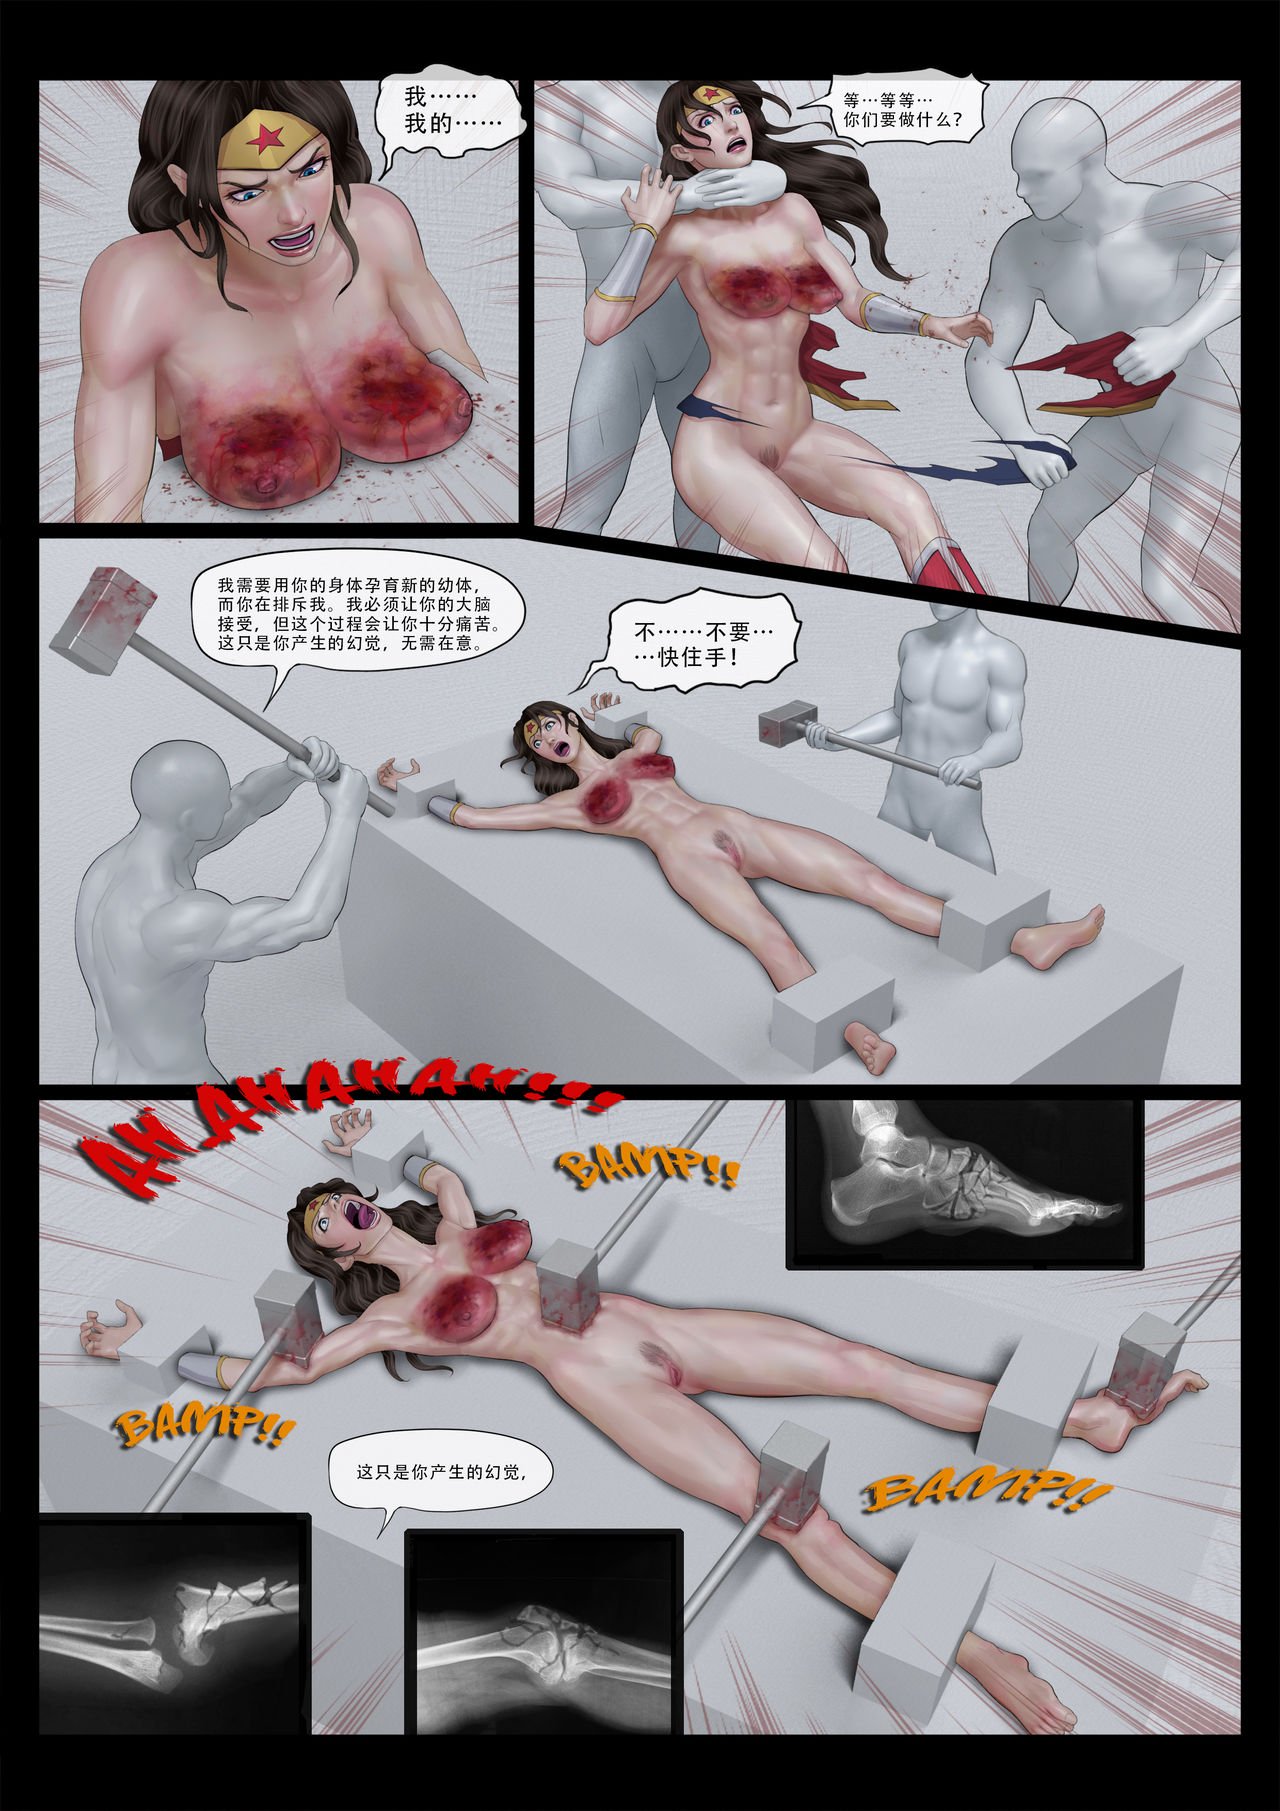 我……
我的……
等…等等…
你们要做什么？
我需要用你的身体孕育新的幼体，
而你在排斥我。我必须让你的大脑
接受，但这个过程会让你十分痛苦。
这只是你产生的幻觉，无需在意。
不……不要…
…快住手！
AHAHAHAH!!!
BAMP!!
BAMP!!
BAMP!!
这只是你产生的幻觉，